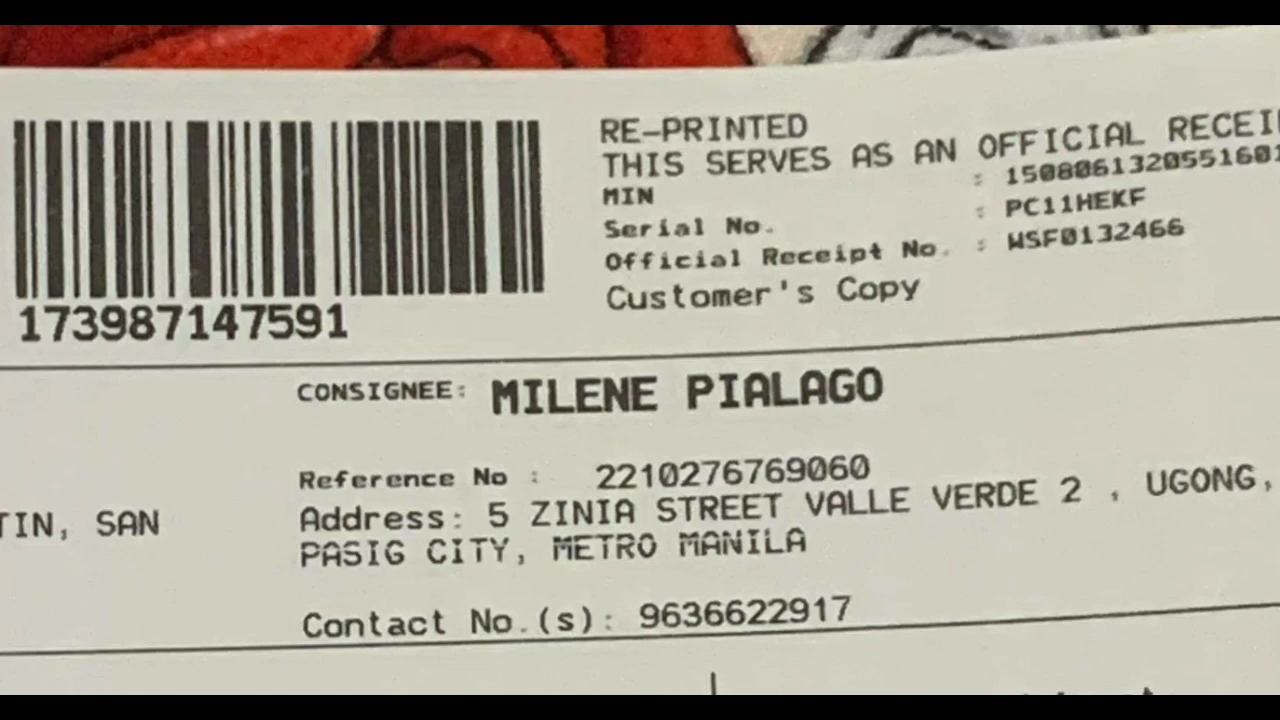 RE-PRINTED
THIS SERVES AS AN OFFICIAL
MIN : 1508061320551601
Serial No. : PC11HEKF
Official Receipt No. : WSF0132466
Customer's Copy
173987147591
CONSIGNEE: MILENE PIALAGO
Reference No : 2210276769060
Address: 5 ZINIA STREET VALLE VERDE 2 , UGONG,
SAN
PASIG CITY, METRO MANILA
Contact No.(s): 9636622917